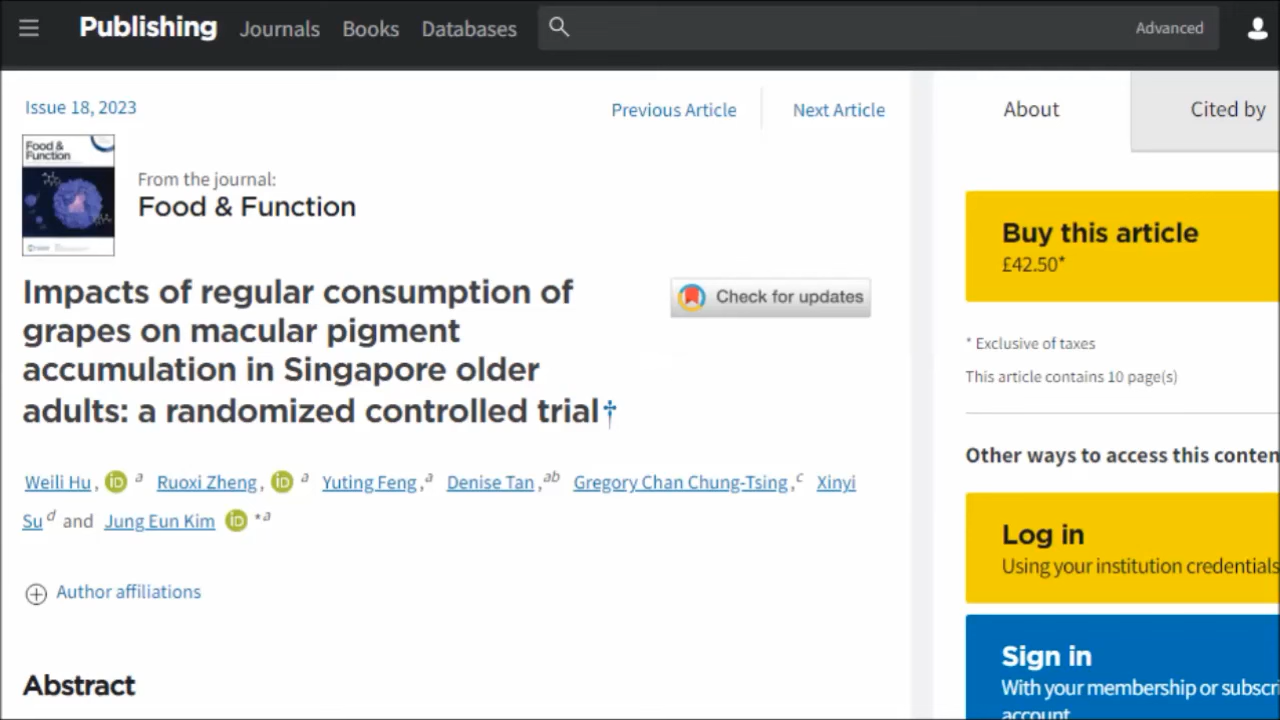 Publishing Journals Books Databases Advanced
Issue 18, 2023
Previous Article Next Article
Food & Function
From the journal:
Food & Function
Impacts of regular consumption of
grapes on macular pigment
accumulation in Singapore older
adults: a randomized controlled trial†
Check for updates
Weili Hu, iD a Ruoxi Zheng, iD a Yuting Feng,a Denise Tan,ab Gregory Chan Chung-Tsing,c Xinyi
Su d and Jung Eun Kim iD *a
Author affiliations
Abstract
About Cited by
Buy this article
£42.50*
* Exclusive of taxes
This article contains 10 page(s)
Other ways to access this conten
Log in
Using your institution credentials
Sign in
With your membership or subscri
account